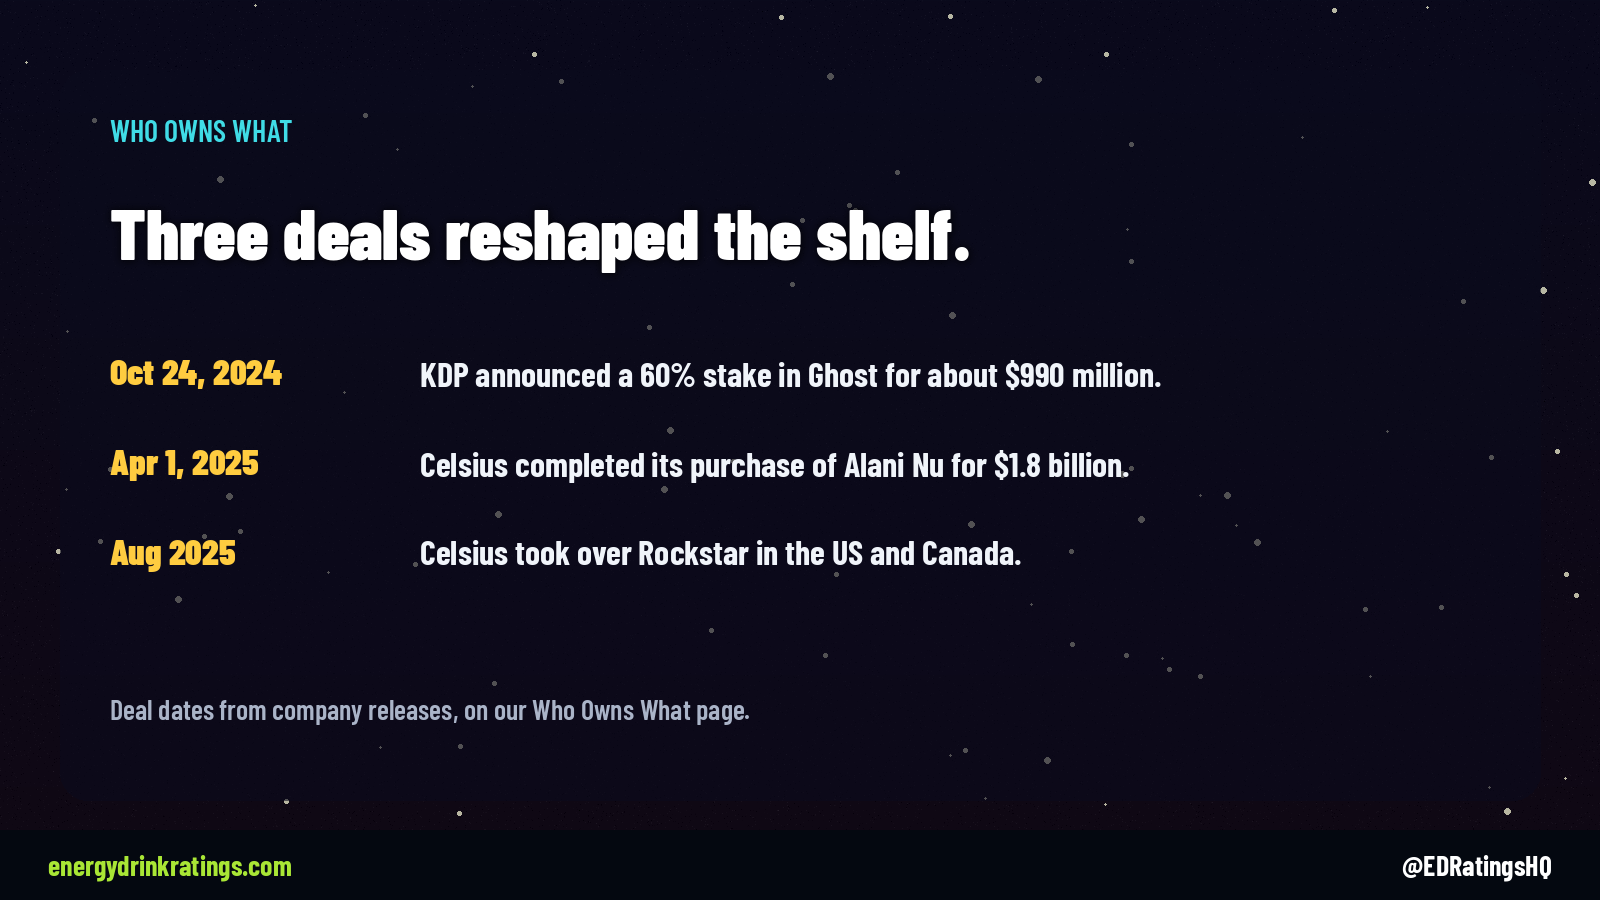 WHO OWNS WHAT
Three deals reshaped the shelf.
Oct 24, 2024 KDP announced a 60% stake in Ghost for about $990 million.
Apr 1, 2025 Celsius completed its purchase of Alani Nu for $1.8 billion.
Aug 2025 Celsius took over Rockstar in the US and Canada.
Deal dates from company releases, on our Who Owns What page.
energydrinkratings.com @EDRatingsHQ